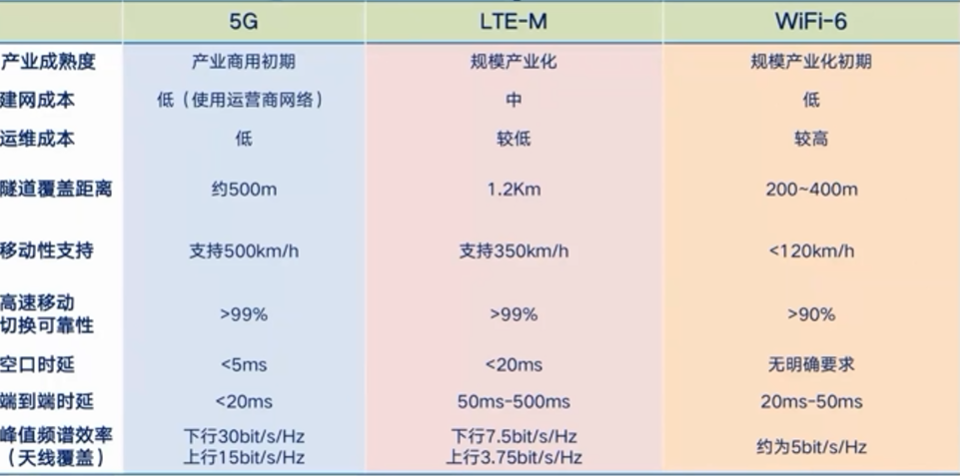 5G LTE-M WiFi-6
产业成熟度 产业商用初期 规模产业化 规模产业化初期
建网成本 低（使用运营商网络） 中 低
运维成本 低 较低 较高
隧道覆盖距离 约500m 1.2Km 200~400m
移动性支持 支持500km/h 支持350km/h <120km/h
高速移动
切换可靠性 >99% >99% >90%
空口时延 <5ms <20ms 无明确要求
端到端时延 <20ms 50ms-500ms 20ms-50ms
峰值频谱效率
（天线覆盖） 下行30bit/s/Hz
上行15bit/s/Hz 下行7.5bit/s/Hz
上行3.75bit/s/Hz 约为5bit/s/Hz